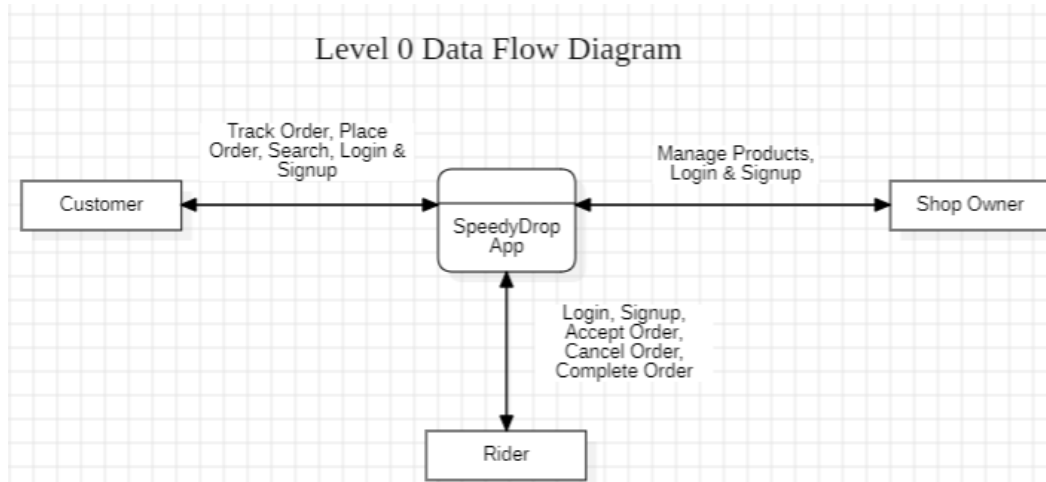 Level 0 Data Flow Diagram
Track Order, Place
Order, Search, Login &
Signup
Manage Products,
Login & Signup
Customer
SpeedyDrop
App
Shop Owner
Login, Signup,
Accept Order,
Cancel Order,
Complete Order
Rider